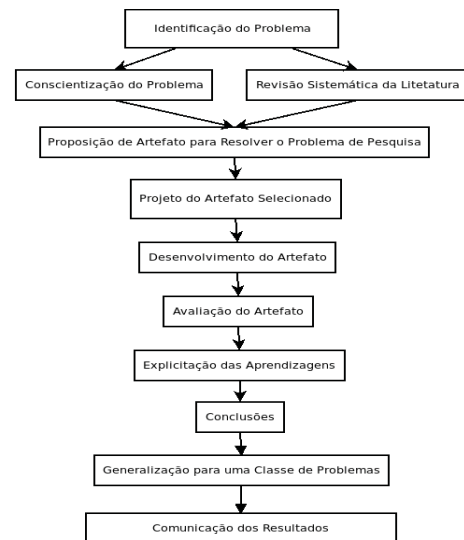 Identificação do Problema
Conscientização do Problema
Revisão Sistemática da Litetatura
Proposição de Artefato para Resolver o Problema de Pesquisa
Projeto do Artefato Selecionado
Desenvolvimento do Artefato
Avaliação do Artefato
Explicitação das Aprendizagens
Conclusões
Generalização para uma Classe de Problemas
Comunicação dos Resultados